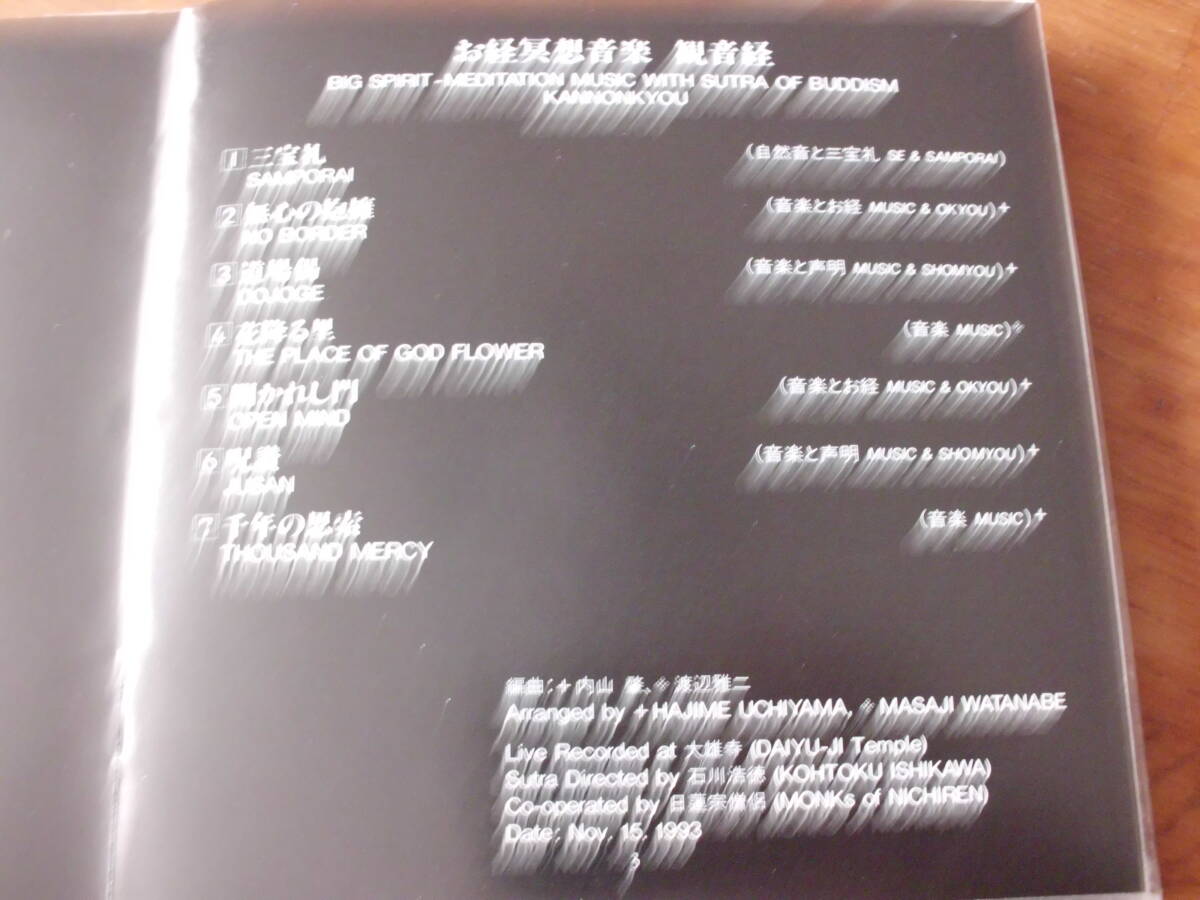 お経冥想音楽 観音経
BIG SPIRIT-MEDITATION MUSIC WITH SUTRA OF BUDDISM
KANNONKYOU
1 三宝礼 (自然音と三宝礼 SE & SAMPORAI)
SAMPORAI
2 無心の抱擁 (音楽とお経 MUSIC & OKYOU)+
NO BORDER
3 道場偈 (音楽と声明 MUSIC & SHOMYOU)+
DOJOGE
4 花降る里 (音楽 MUSIC)〃
THE PLACE OF GOD FLOWER
5 開かれし門 (音楽とお経 MUSIC & OKYOU)+
OPEN MIND
6 呪讃 (音楽と声明 MUSIC & SHOMYOU)+
JUSAN
7 千年の思索 (音楽 MUSIC)+
THOUSAND MERCY
編曲:+内山 肇、〃渡辺雅二
Arranged by +HAJIME UCHIYAMA, 〃MASAJI WATANABE
Live Recorded at 大雄寺 (DAIYU-JI Temple)
Sutra Directed by 石川浩徳 (KOHTOKU ISHIKAWA)
Co-operated by 日蓮宗僧侶 (MONKs of NICHIREN)
Date: Nov, 15, 1993
3